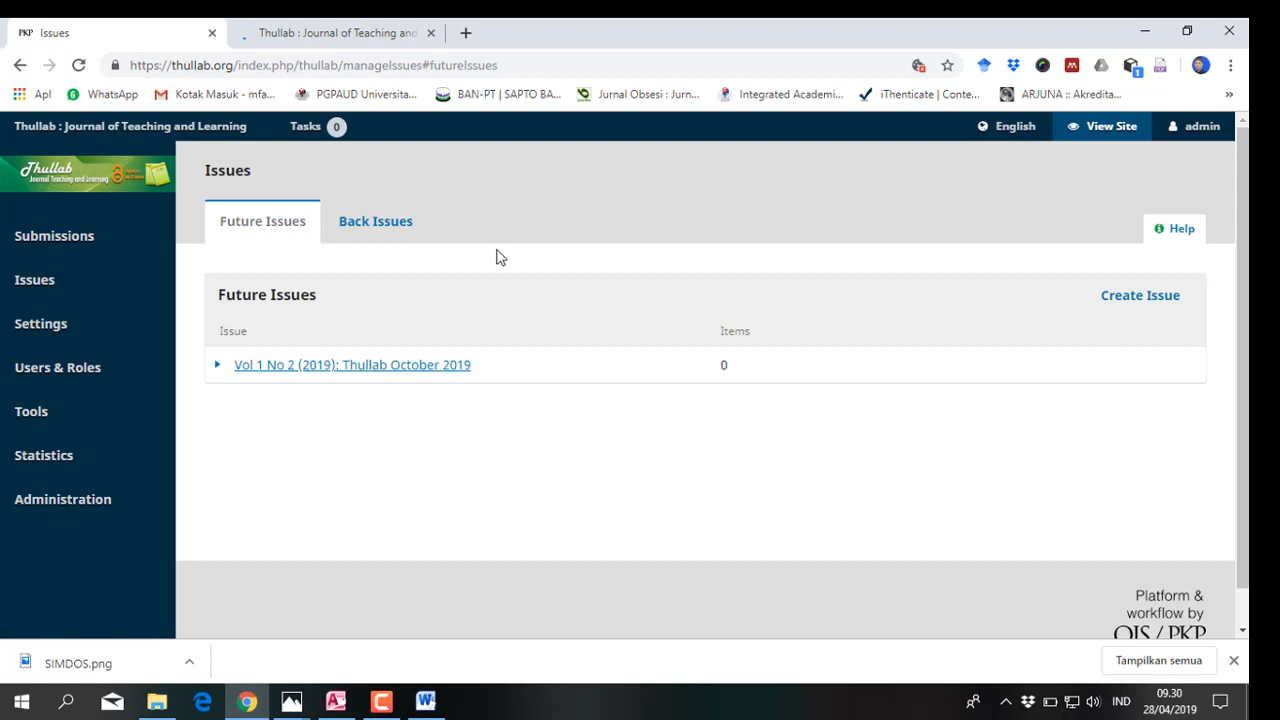 PKP Issues
Thullab : Journal of Teaching and
https://thullab.org/index.php/thullab/manageIssues#futureIssues
Apl
WhatsApp
Kotak Masuk - mfa...
PGPAUD Universita...
BAN-PT | SAPTO BA...
Jurnal Obsesi : Jurn...
Integrated Academi...
iThenticate | Conte...
ARJUNA :: Akredita...
»
Thullab : Journal of Teaching and Learning
Tasks 0
English
View Site
admin
Thullab
Journal Teaching and Learning
Issues
Future Issues
Back Issues
Help
Submissions
Issues
Settings
Users & Roles
Tools
Statistics
Administration
Future Issues
Create Issue
Issue
Items
Vol 1 No 2 (2019): Thullab October 2019
0
Platform &
workflow by
OJS / PKP
SIMDOS.png
Tampilkan semua
IND
09.30
28/04/2019